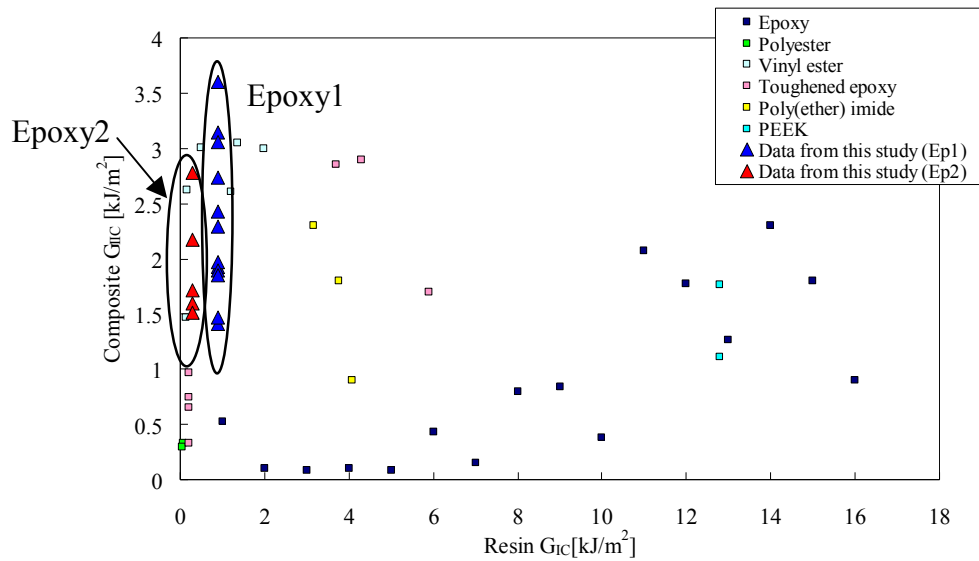 Epoxy
Polyester
Vinyl ester
Toughened epoxy
Poly(ether) imide
PEEK
Data from this study (Ep1)
Data from this study (Ep2)
Epoxy1
Epoxy2
Composite GIIC [kJ/m²]
4
3.5
3
2.5
2
1.5
1
0.5
0
0 2 4 6 8 10 12 14 16 18
Resin GIC[kJ/m²]